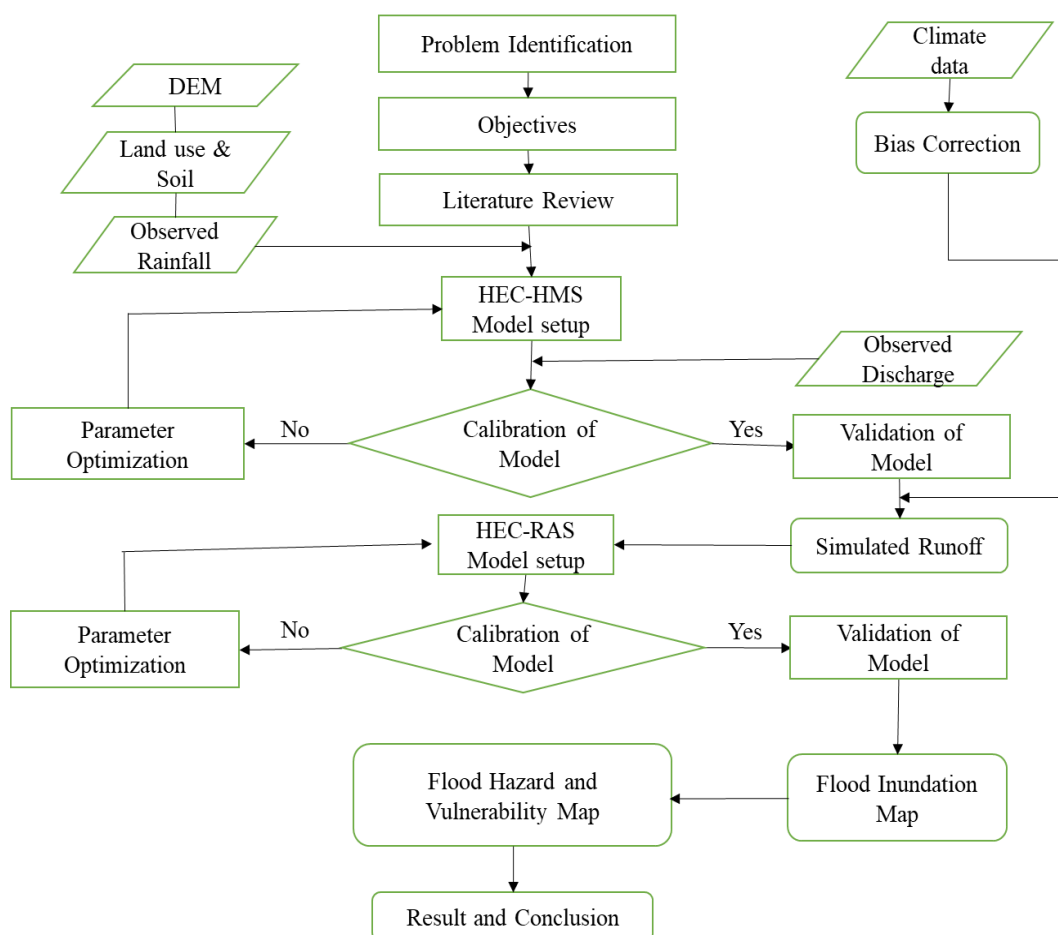 Problem Identification
Climate
data
DEM
Objectives
Land use &
Soil
Bias Correction
Literature Review
Observed
Rainfall
HEC-HMS
Model setup
Observed
Discharge
Parameter
Optimization
No
Calibration of
Model
Yes
Validation of
Model
HEC-RAS
Model setup
Simulated Runoff
Parameter
Optimization
No
Calibration of
Model
Yes
Validation of
Model
Flood Hazard and
Vulnerability Map
Flood Inundation
Map
Result and Conclusion